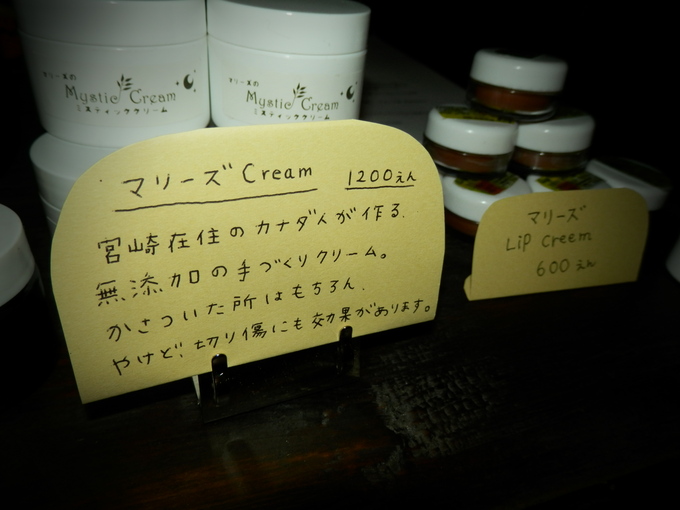 マリーズの
Mystic Cream
ミスティッククリーム
マリーズの
Mystic Cream
ミスティッククリーム
マリーズ Cream 1200えん
宮崎在住のカナダ人が作る、
無添加の手づくりクリーム。
かさついた所はもちろん、
やけど、切り傷にも効果があります。
マリーズ
Lip Creem
600えん